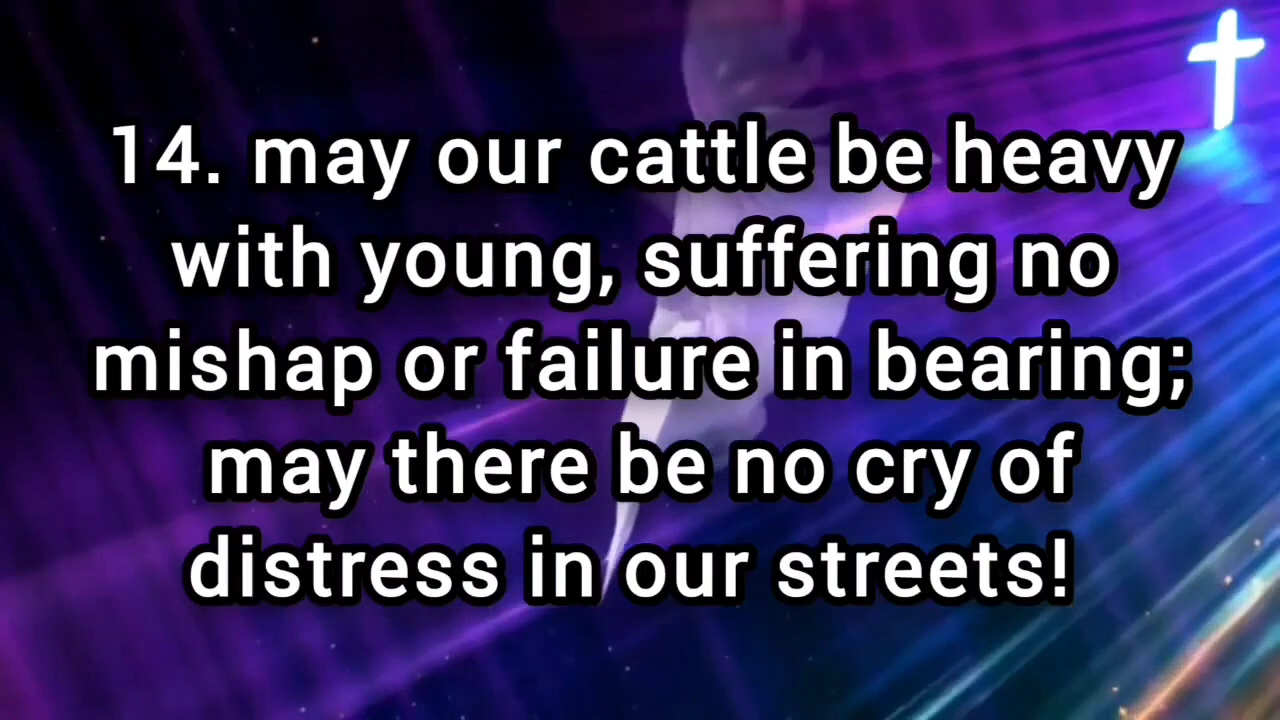 14. may our cattle be heavy
with young, suffering no
mishap or failure in bearing;
may there be no cry of
distress in our streets!